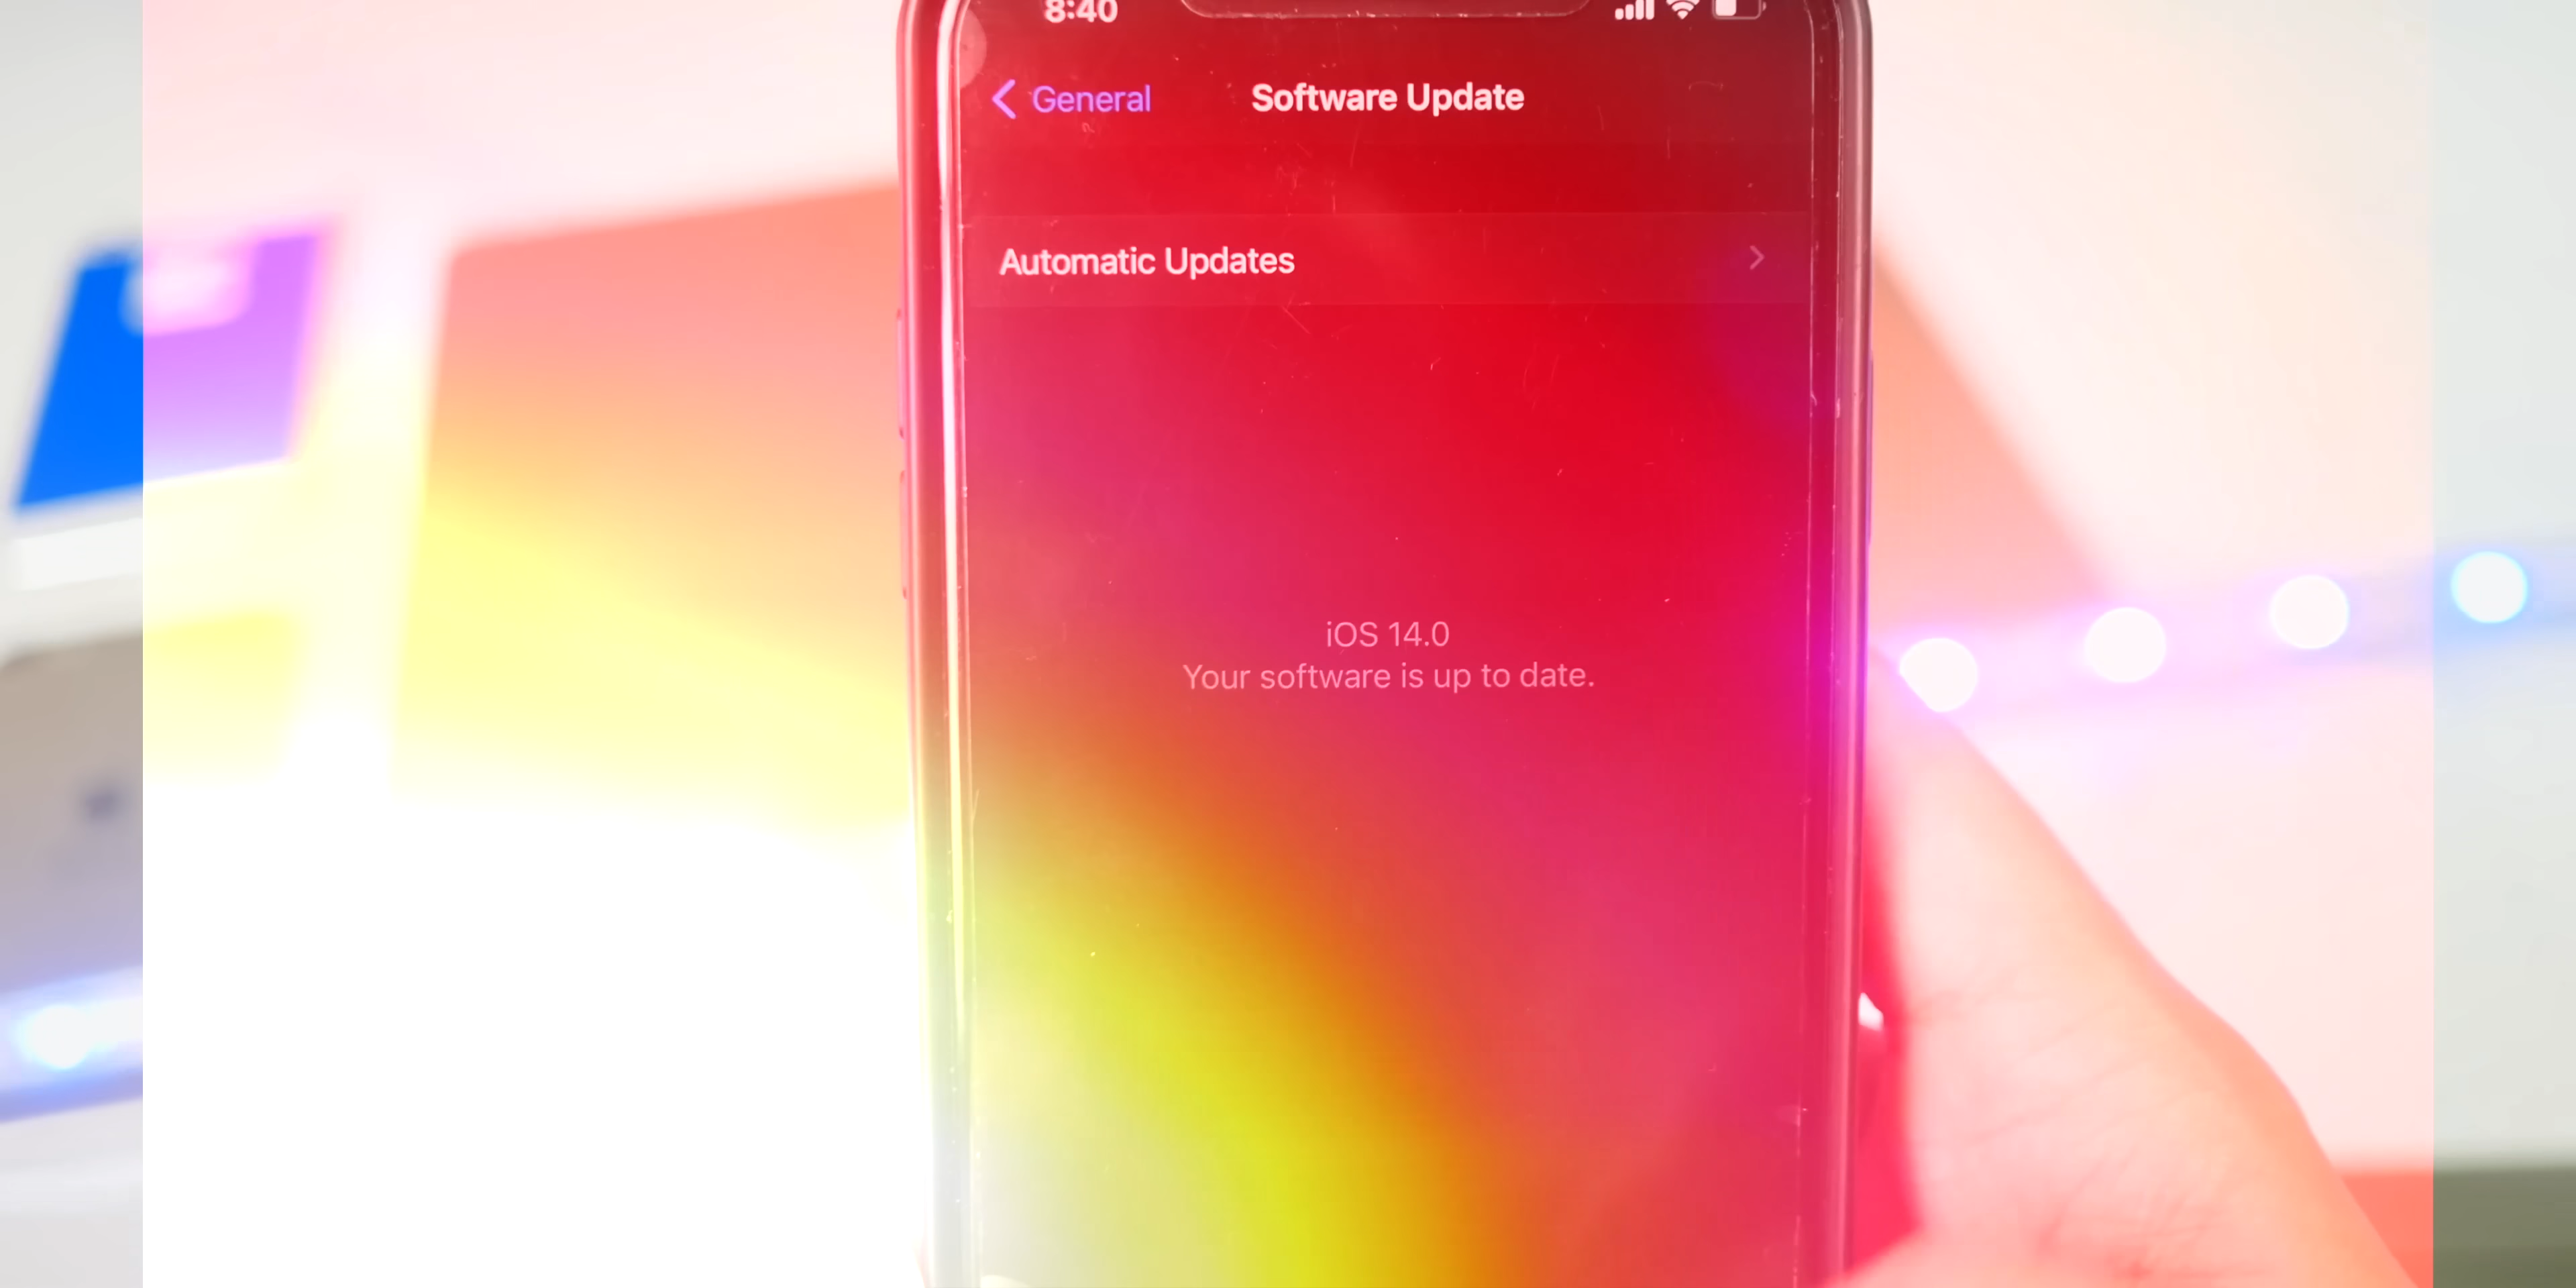 8:40
General
Software Update
Automatic Updates
iOS 14.0
Your software is up to date.